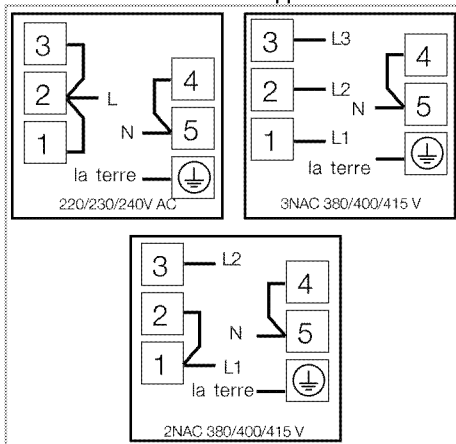 3
2 L 4
1 N 5
la terre
220/230/240V AC
3 L3 4
2 L2 N 5
1 L1
la terre
3NAC 380/400/415 V
3 L2 4
2 N 5
1 L1
la terre
2NAC 380/400/415 V